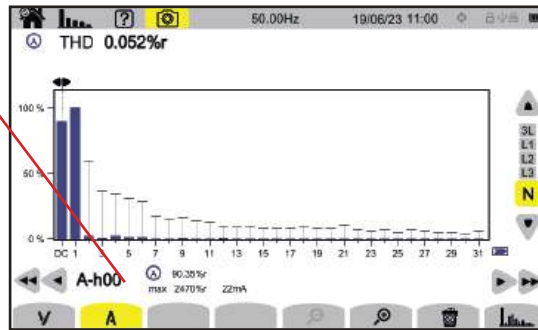 ? 50.00Hz 19/06/23 11:00
A THD 0.052%r
100 %
50 %
0 %
DC 1 3 5 7 9 11 13 15 17 19 21 23 25 27 29 31
3L
L1
L2
L3
N
A-h00 A 90.35%r
max 2470%r 22mA
V A